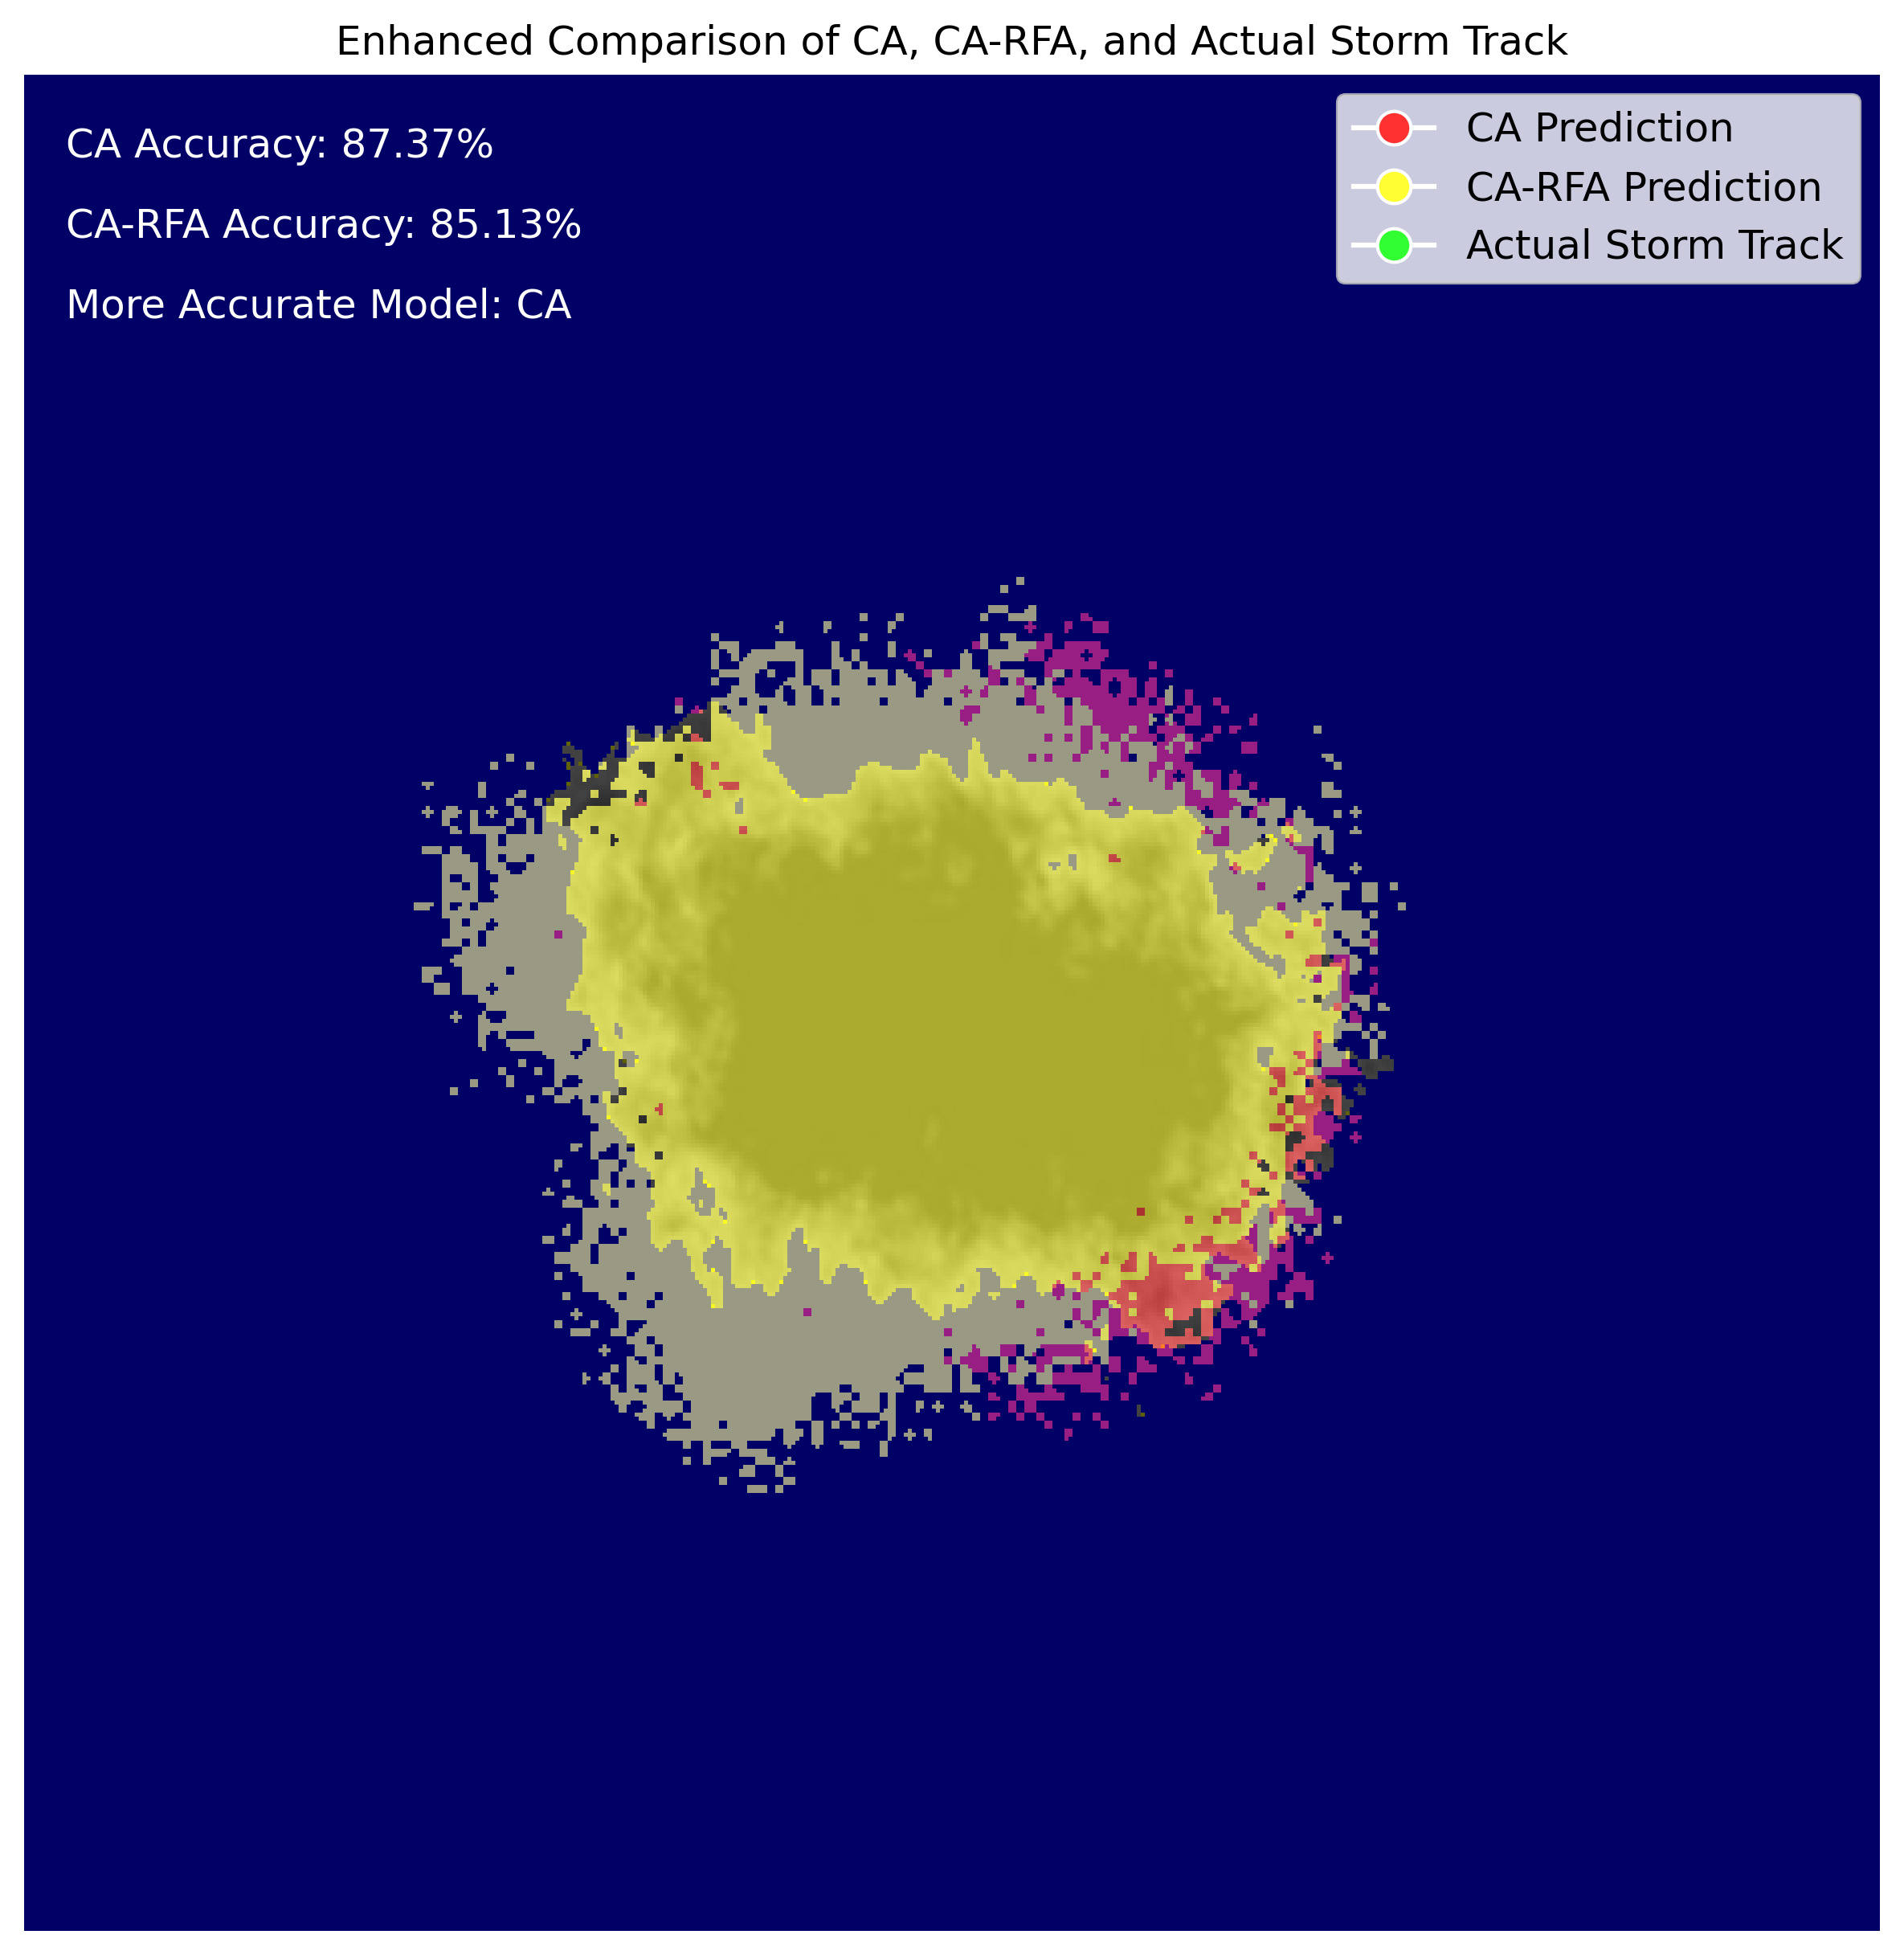 Enhanced Comparison of CA, CA-RFA, and Actual Storm Track
CA Accuracy: 87.37%
CA-RFA Accuracy: 85.13%
More Accurate Model: CA
CA Prediction
CA-RFA Prediction
Actual Storm Track